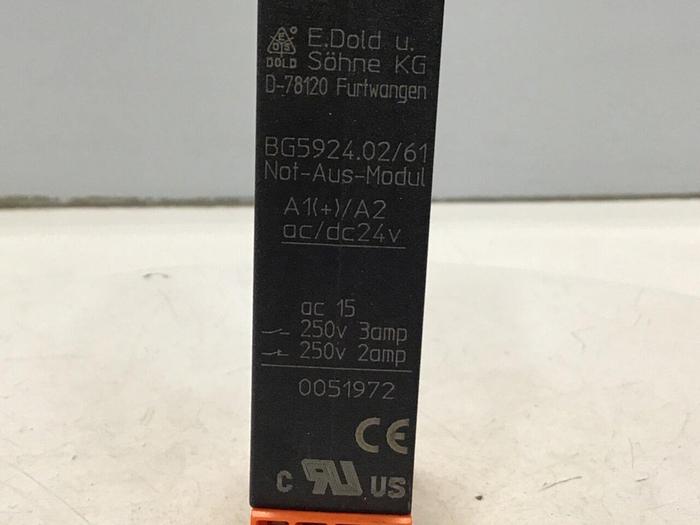 E
D S
DOLD
E.Dold u.
Söhne KG
D-78120 Furtwangen
BG5924.02/61
Not-Aus-Modul
A1(+)/A2
ac/dc24v
ac 15
250v 3amp
250v 2amp
0051972
CE
C RU US